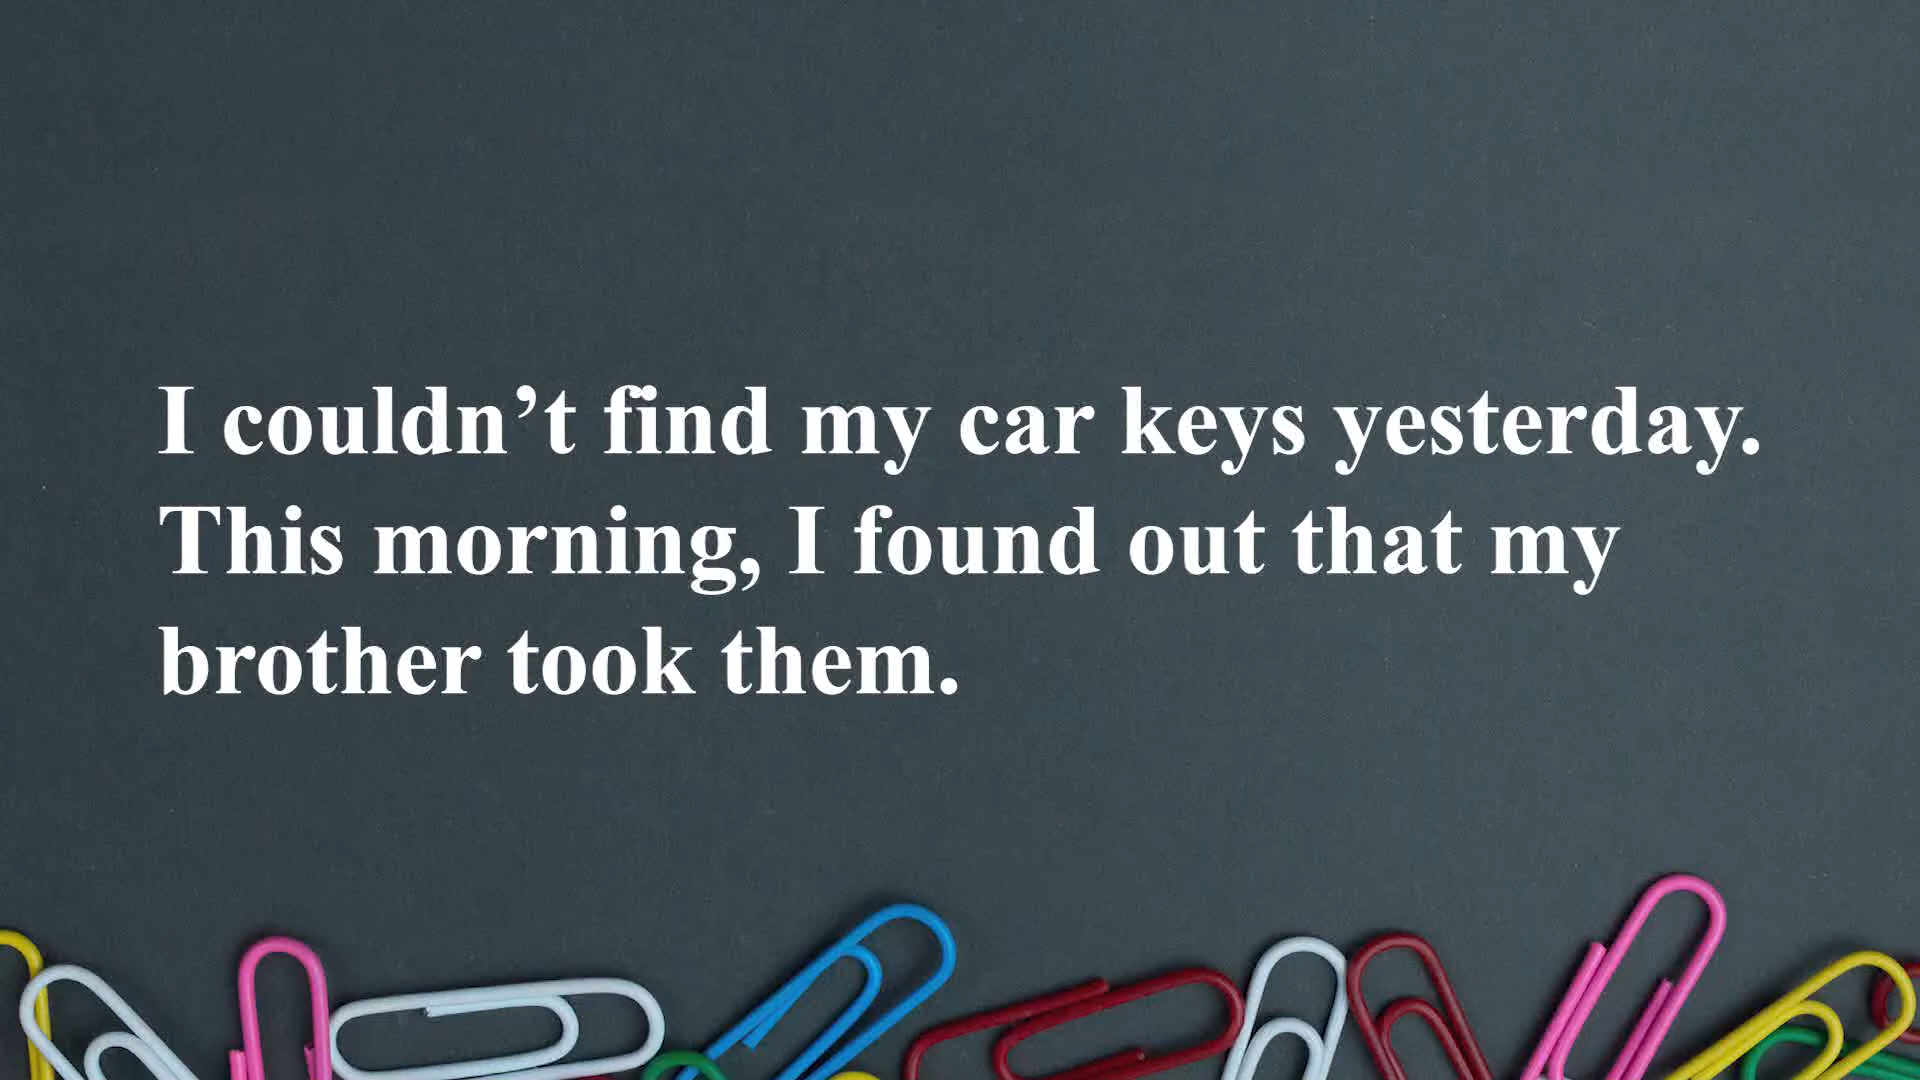 I couldn’t find my car keys yesterday.
This morning, I found out that my
brother took them.